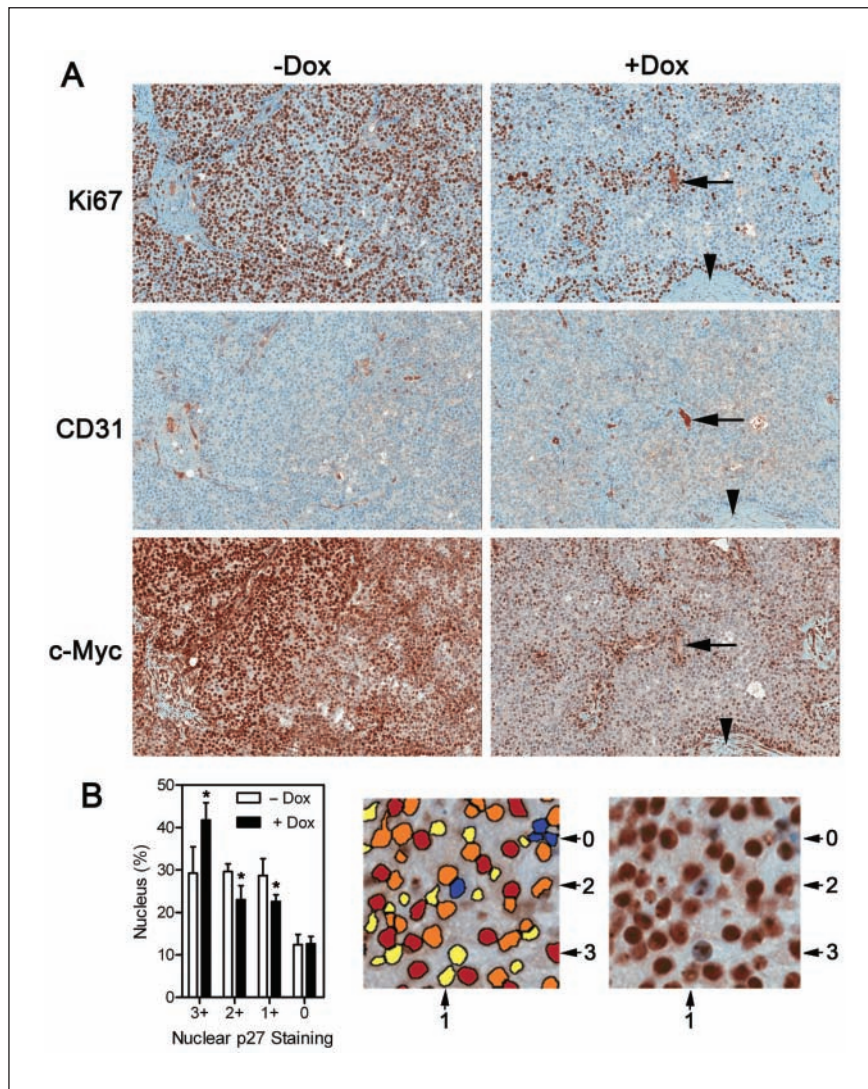 A
-Dox +Dox
Ki67
CD31
c-Myc
B
Nucleus (%)
50
40
30
20
10
0
* * *
– Dox
+ Dox
3+ 2+ 1+ 0
Nuclear p27 Staining
0
2
3
1
0
2
3
1